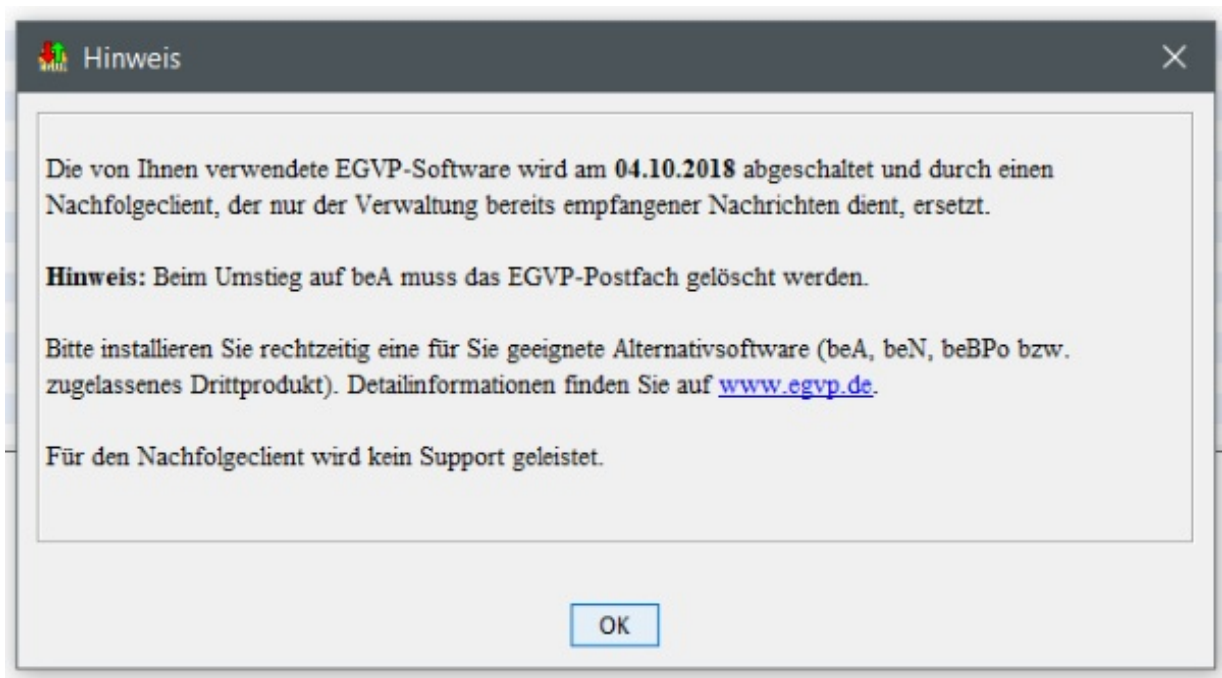 Hinweis
Die von Ihnen verwendete EGVP-Software wird am 04.10.2018 abgeschaltet und durch einen
Nachfolgeclient, der nur der Verwaltung bereits empfangener Nachrichten dient, ersetzt.
Hinweis: Beim Umstieg auf beA muss das EGVP-Postfach gelöscht werden.
Bitte installieren Sie rechtzeitig eine für Sie geeignete Alternativsoftware (beA, beN, beBPo bzw.
zugelassenes Drittprodukt). Detailinformationen finden Sie auf www.egvp.de.
Für den Nachfolgeclient wird kein Support geleistet.
OK